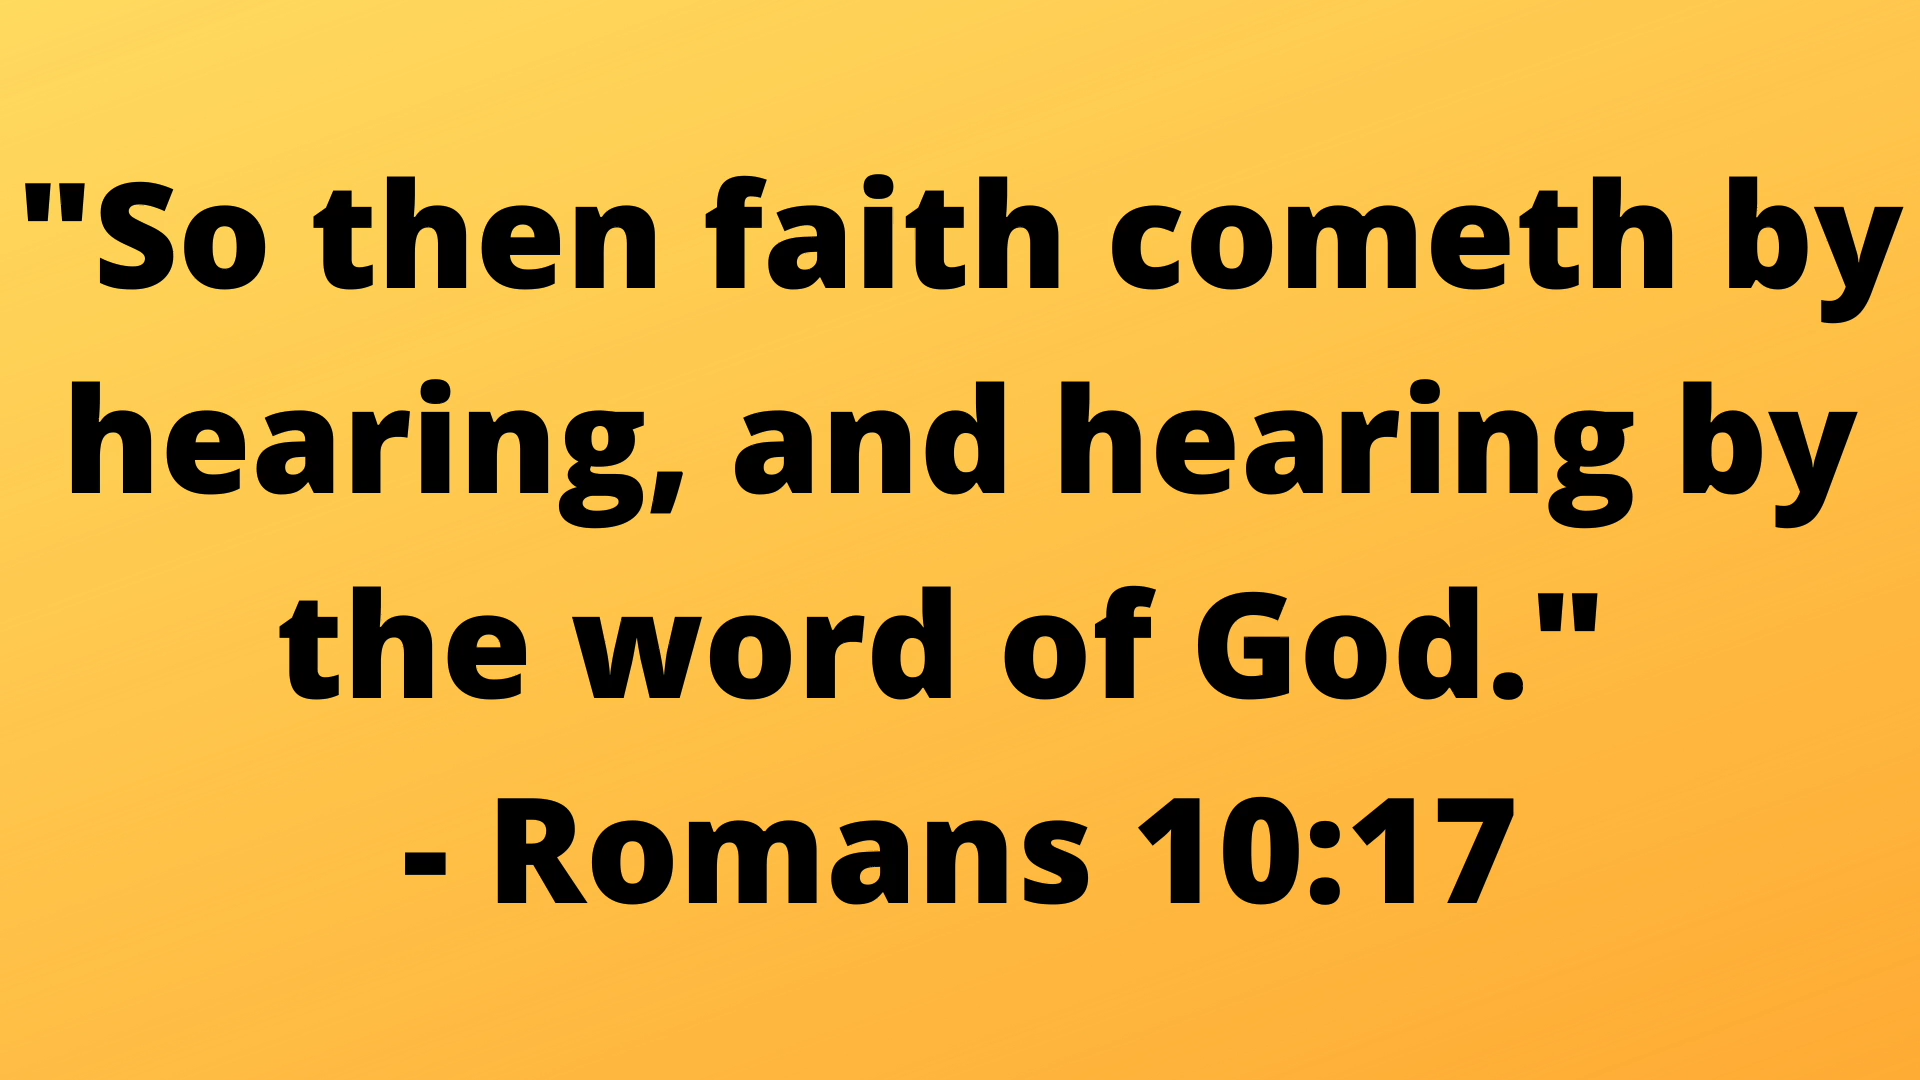 "So then faith cometh by
hearing, and hearing by
the word of God."
- Romans 10:17